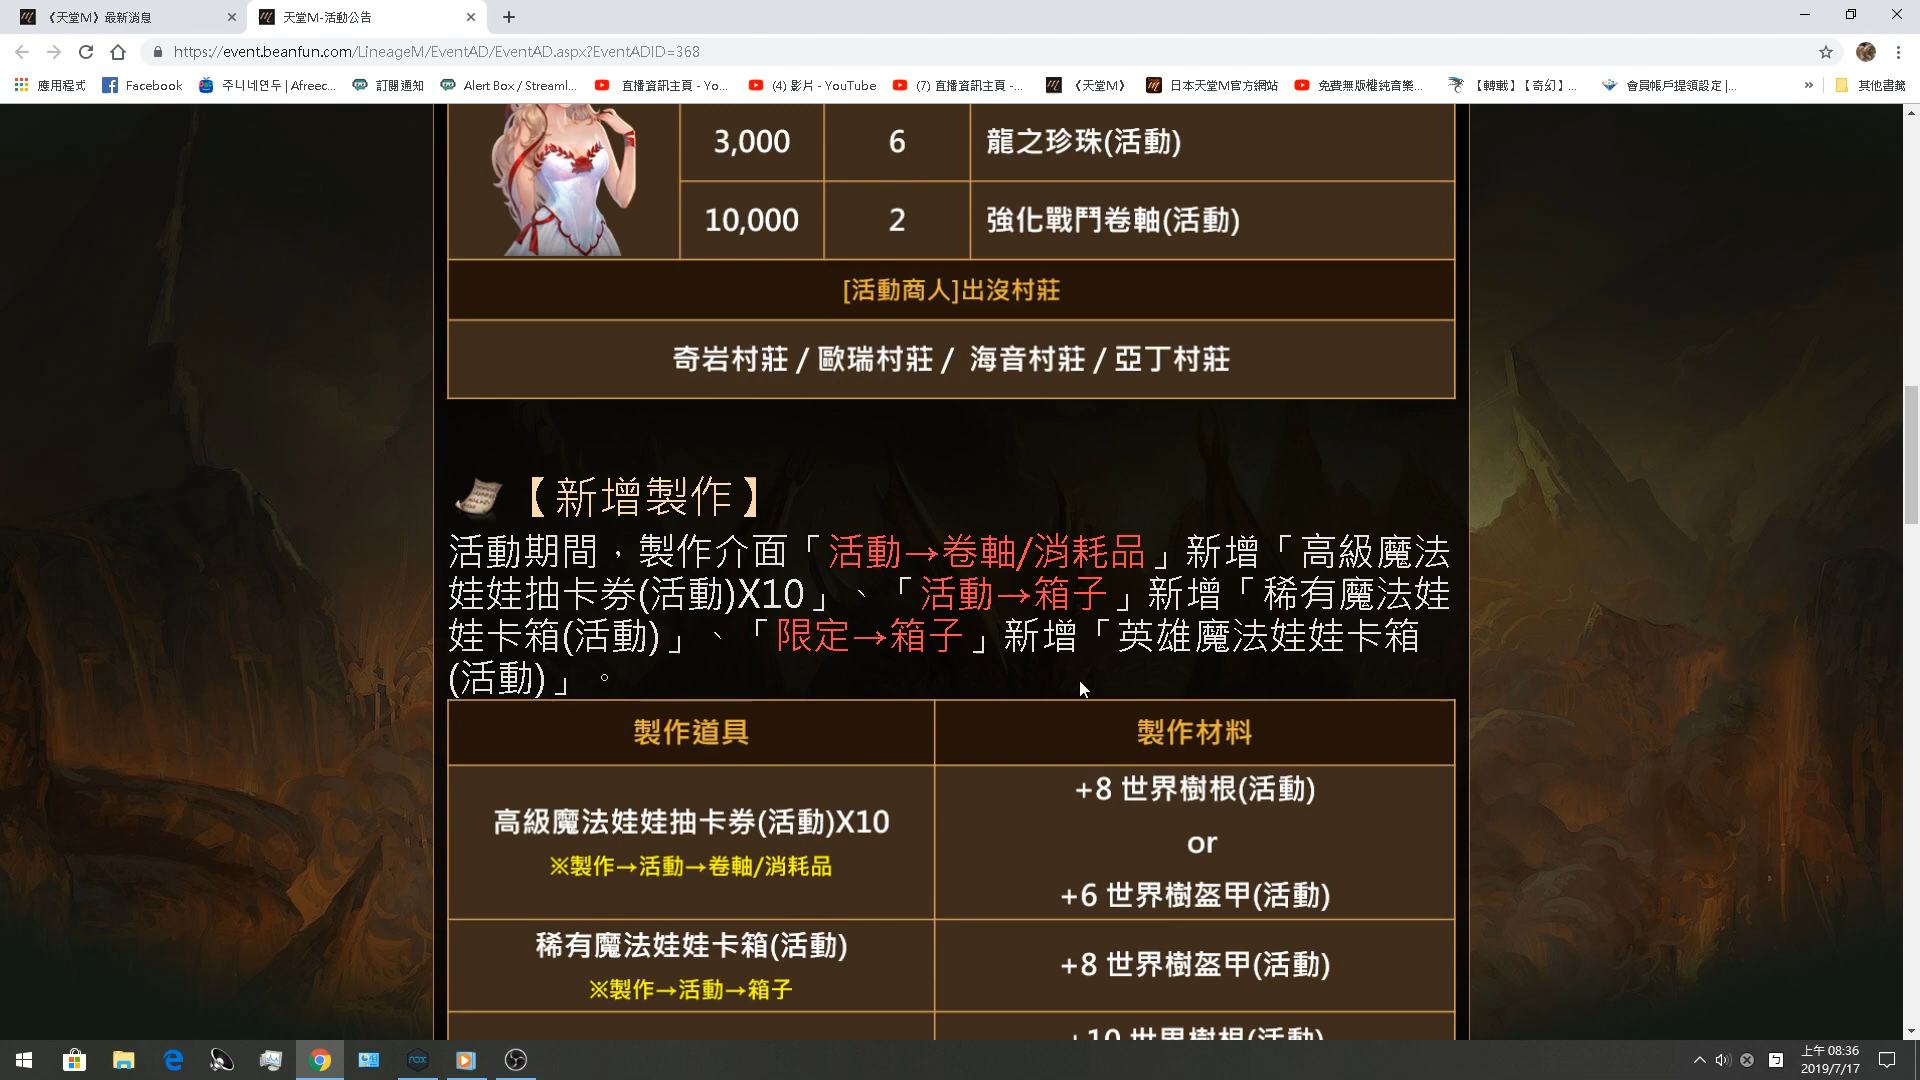 《天堂M》最新消息
天堂M-活動公告
https://event.beanfun.com/LineageM/EventAD/EventAD.aspx?EventADID=368
應用程式
Facebook
주니네연두 | Afreec...
訂閱通知
Alert Box / Streaml...
直播資訊主頁 - Yo...
(4) 影片 - YouTube
(7) 直播資訊主頁 -...
《天堂M》
日本天堂M官方網站
免費無版權純音樂...
【轉載】【奇幻】...
會員帳戶提領設定 |...
»
其他書籤
3,000 6 龍之珍珠(活動)
10,000 2 強化戰鬥卷軸(活動)
[活動商人]出沒村莊
奇岩村莊 / 歐瑞村莊 / 海音村莊 / 亞丁村莊
【新增製作】
活動期間，製作介面「活動→卷軸/消耗品」新增「高級魔法
娃娃抽卡券(活動)X10」、「活動→箱子」新增「稀有魔法娃
娃卡箱(活動)」、「限定→箱子」新增「英雄魔法娃娃卡箱
(活動)」。
製作道具 製作材料
高級魔法娃娃抽卡券(活動)X10
※製作→活動→卷軸/消耗品
+8 世界樹根(活動)
or
+6 世界樹盔甲(活動)
稀有魔法娃娃卡箱(活動)
※製作→活動→箱子
+8 世界樹盔甲(活動)
+10 世界樹根(活動)
nox
上午 08:36
2019/7/17